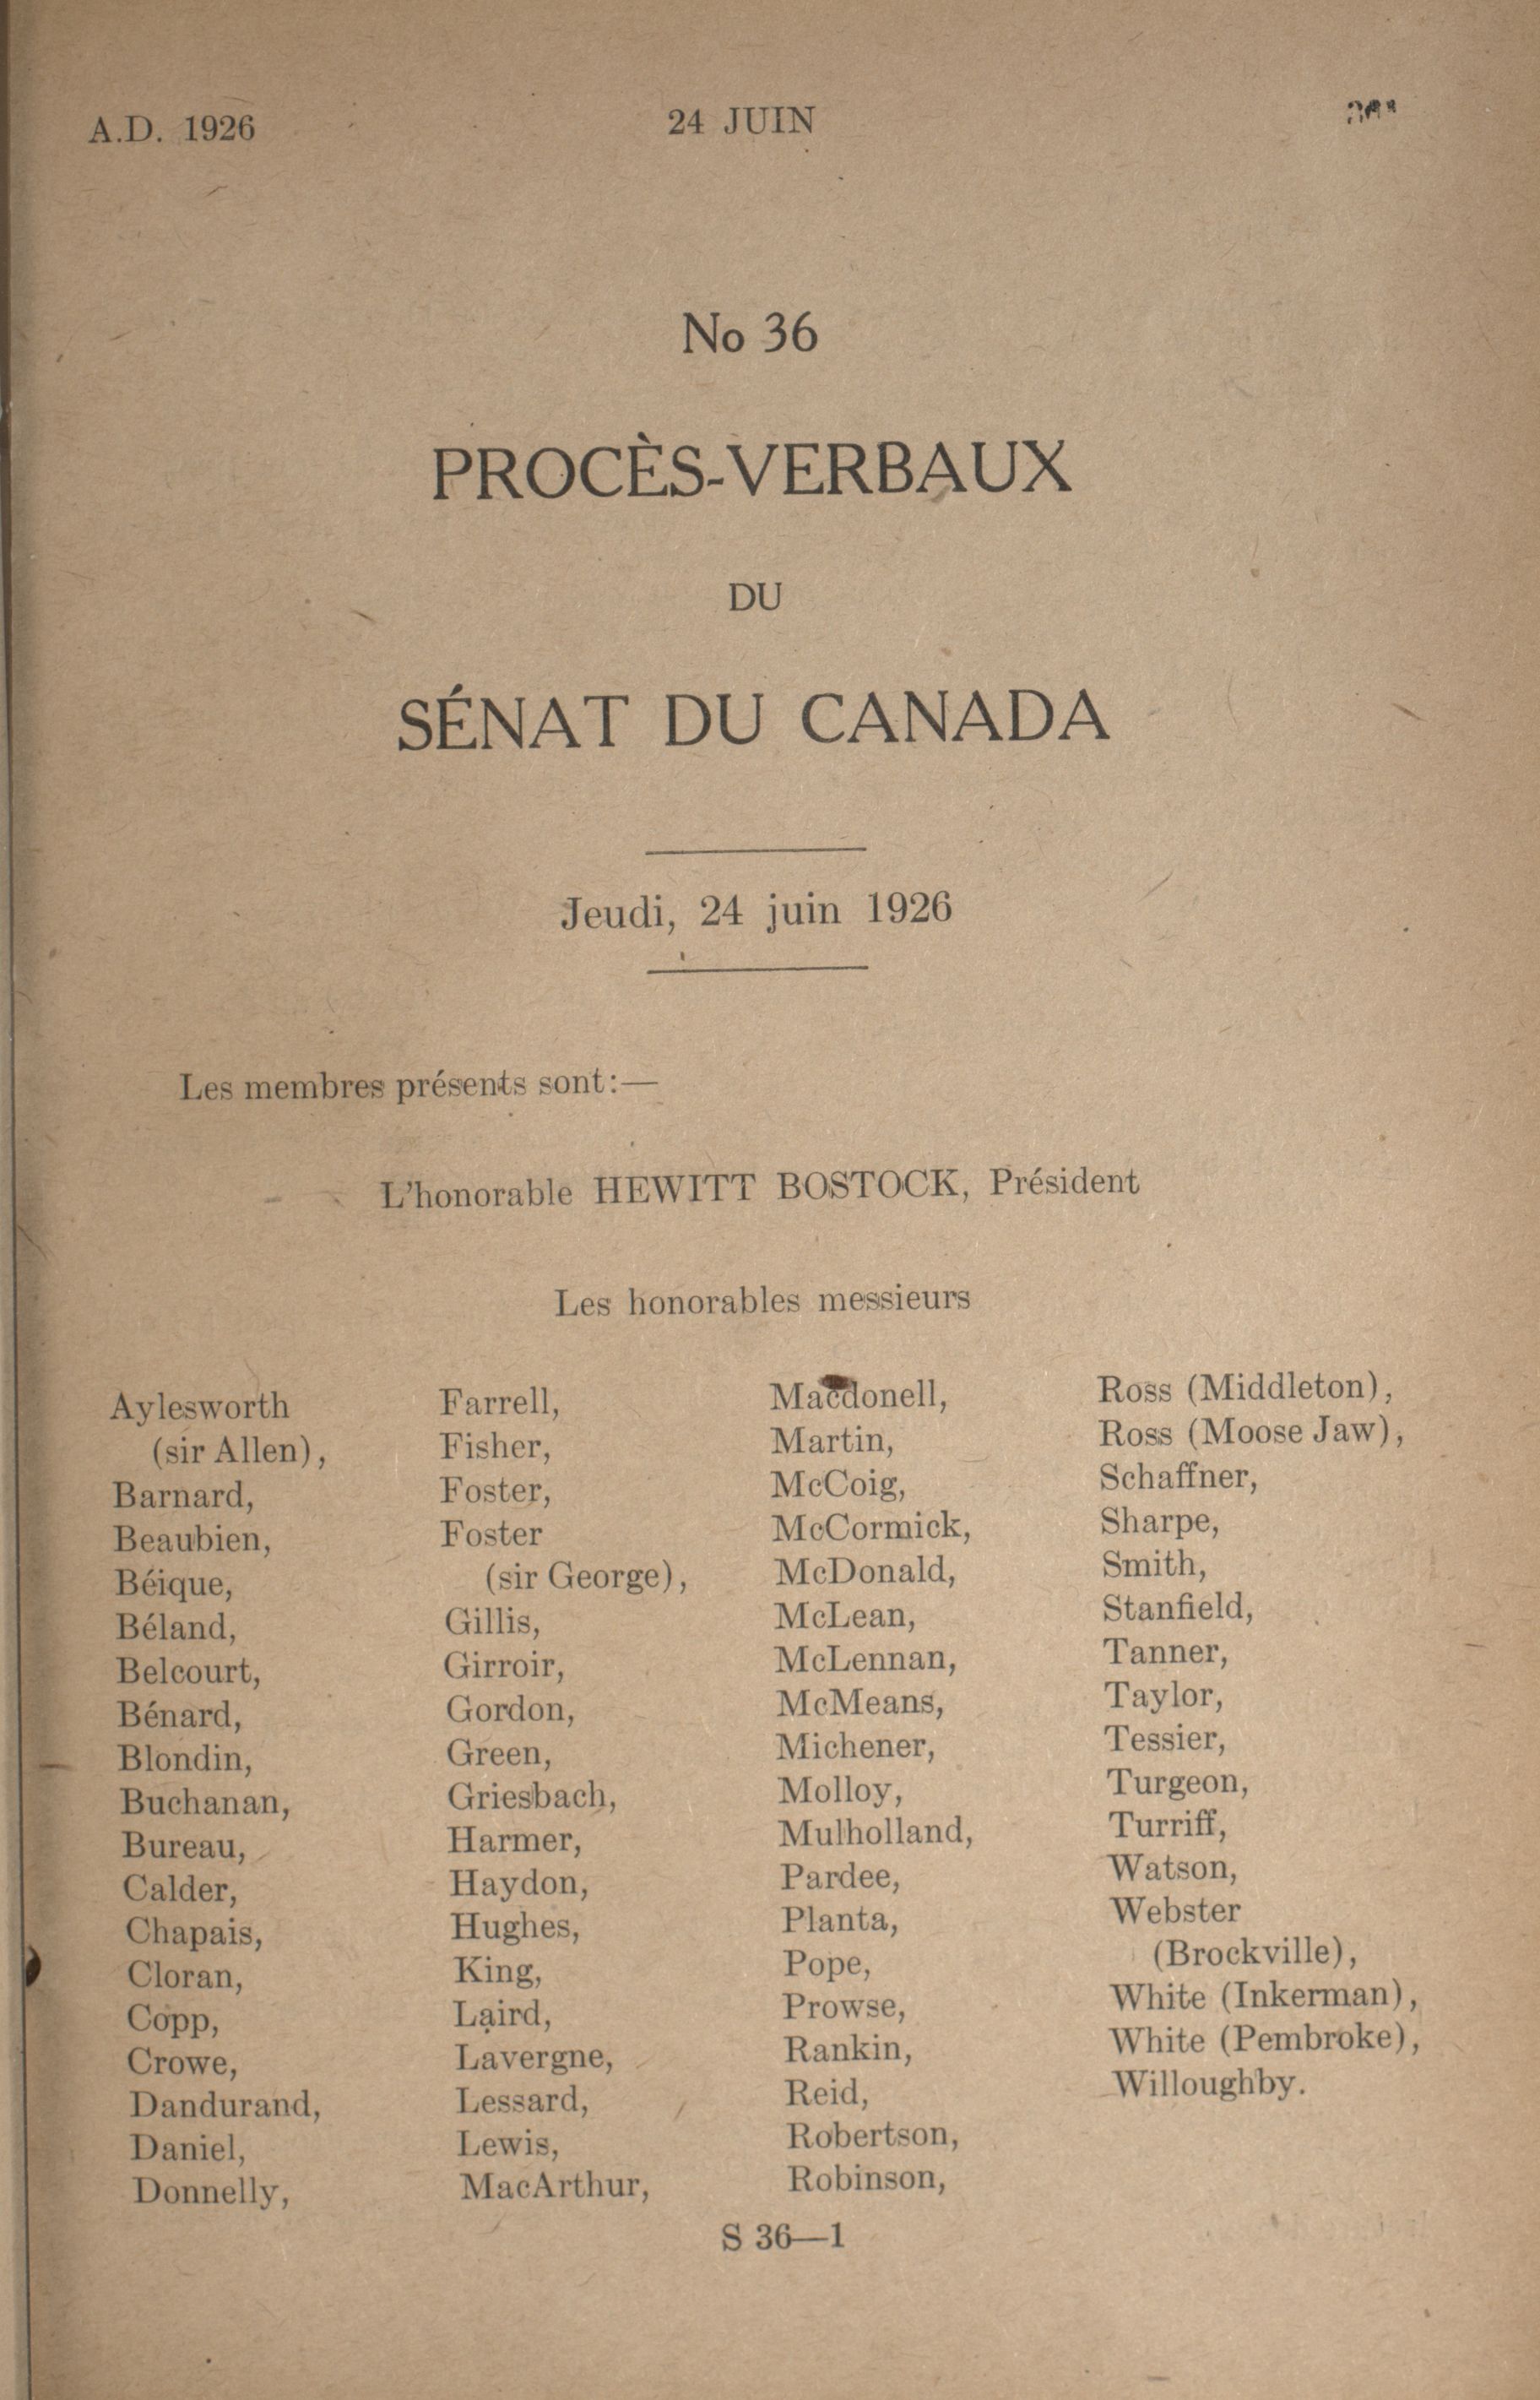 A.D. 1926
24 JUIN
No 36
PROCÈS-VERBAUX
DU
SÉNAT DU CANADA
Jeudi, 24 juin 1926
Les membres présents sont:—
L'honorable HEWITT BOSTOCK, Président
Les honorables messieurs
Aylesworth
(sir Allen),
Barnard,
Beaubien,
Béique,
Béland,
Belcourt,
Bénard,
Blondin,
Buchanan,
Bureau,
Calder,
Chapais,
Cloran,
Copp,
Crowe,
Dandurand,
Daniel,
Donnelly,
Farrell,
Fisher,
Foster,
Foster
(sir George),
Gillis,
Girroir,
Gordon,
Green,
Griesbach,
Harmer,
Haydon,
Hughes,
King,
Laird,
Lavergne,
Lessard,
Lewis,
MacArthur,
Macdonell,
Martin,
McCoig,
McCormick,
McDonald,
McLean,
McLennan,
McMeans,
Michener,
Molloy,
Mulholland,
Pardee,
Planta,
Pope,
Prowse,
Rankin,
Reid,
Robertson,
Robinson,
Ross (Middleton),
Ross (Moose Jaw),
Schaffner,
Sharpe,
Smith,
Stanfield,
Tanner,
Taylor,
Tessier,
Turgeon,
Turriff,
Watson,
Webster
(Brockville),
White (Inkerman),
White (Pembroke),
Willoughby.
S 36—1